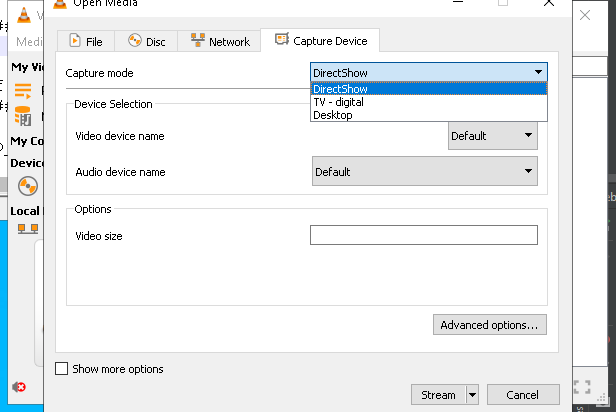 Open Media
Medi
File
Disc
Network
Capture Device
My Vi
Capture mode
DirectShow
DirectShow
TV - digital
Desktop
Device Selection
Video device name
Default
My Co
Device
Audio device name
Default
Local
Options
Video size
Advanced options...
Show more options
Stream
Cancel